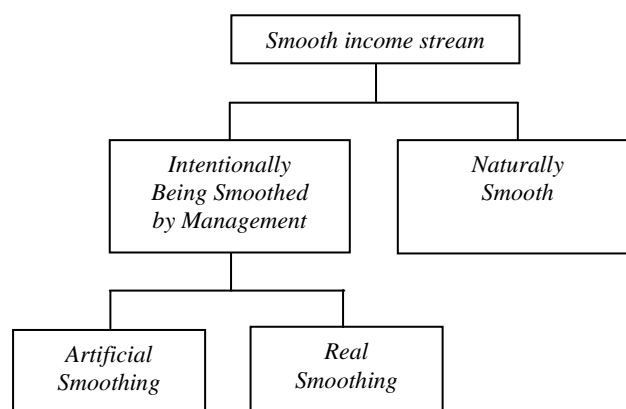 Smooth income stream
Intentionally
Being Smoothed
by Management
Naturally
Smooth
Artificial
Smoothing
Real
Smoothing